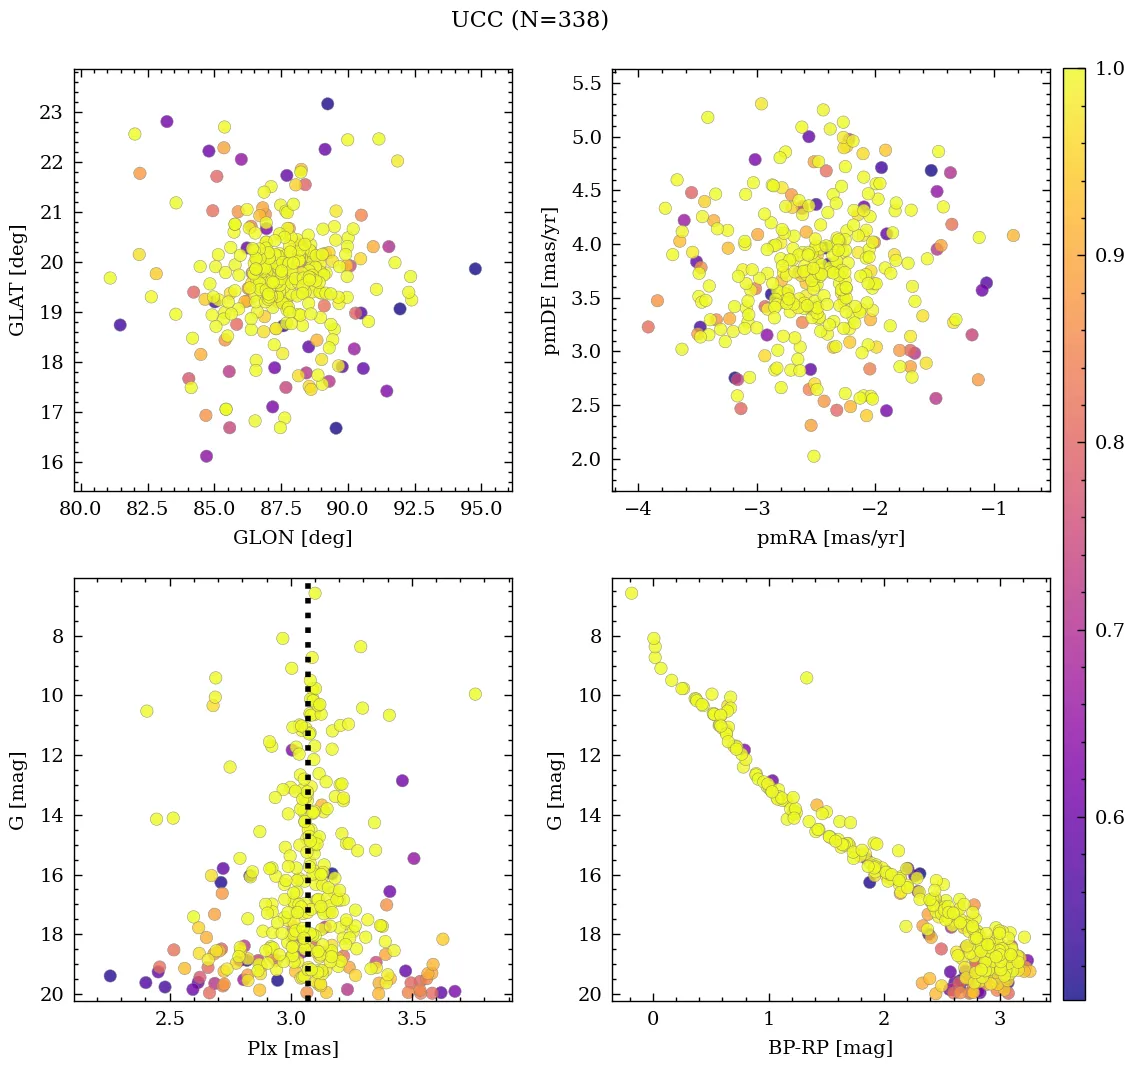 UCC (N=338)
23
22
21
20
19
18
17
16
GLAT [deg]
80.0 82.5 85.0 87.5 90.0 92.5 95.0
GLON [deg]
5.5
5.0
4.5
4.0
3.5
3.0
2.5
2.0
pmDE [mas/yr]
−4 −3 −2 −1
pmRA [mas/yr]
1.0
0.9
0.8
0.7
0.6
8
10
12
14
16
18
20
G [mag]
2.5 3.0 3.5
Plx [mas]
8
10
12
14
16
18
20
G [mag]
0 1 2 3
BP-RP [mag]